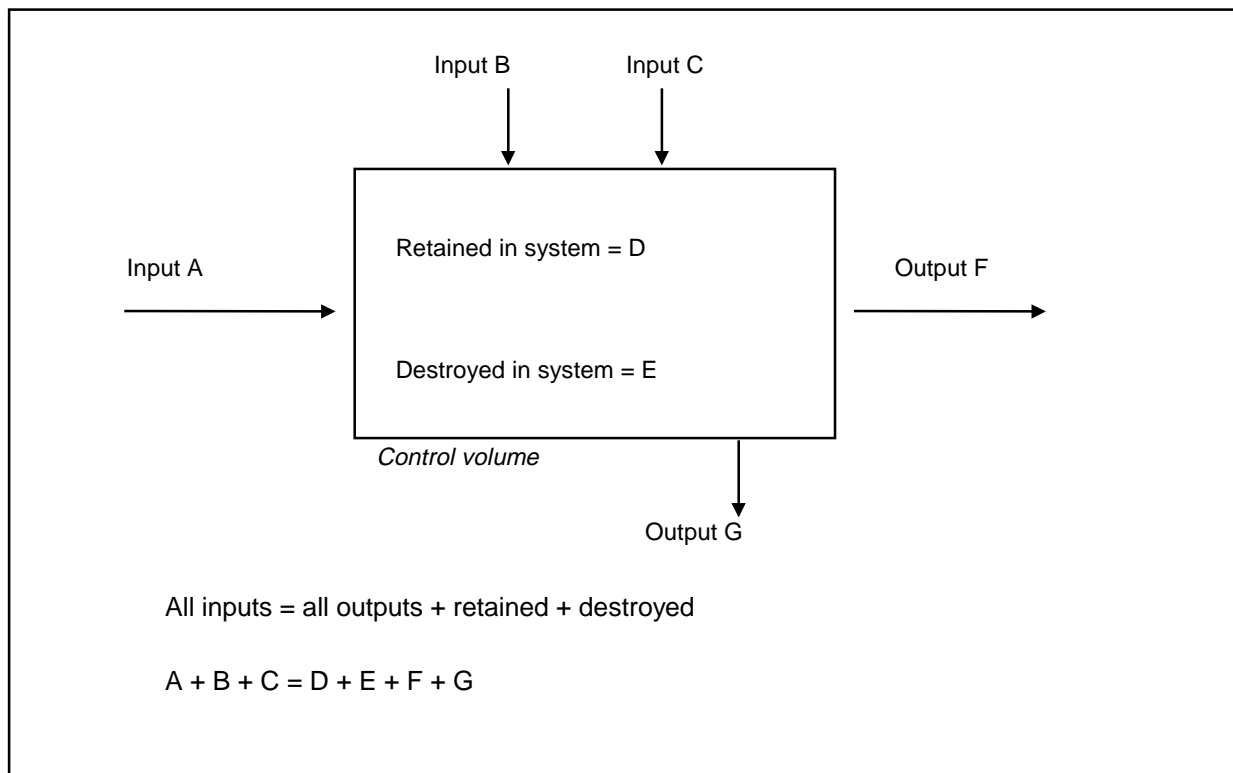 Input B
Input C
Retained in system = D
Input A
Output F
Destroyed in system = E
Control volume
Output G
All inputs = all outputs + retained + destroyed
A + B + C = D + E + F + G